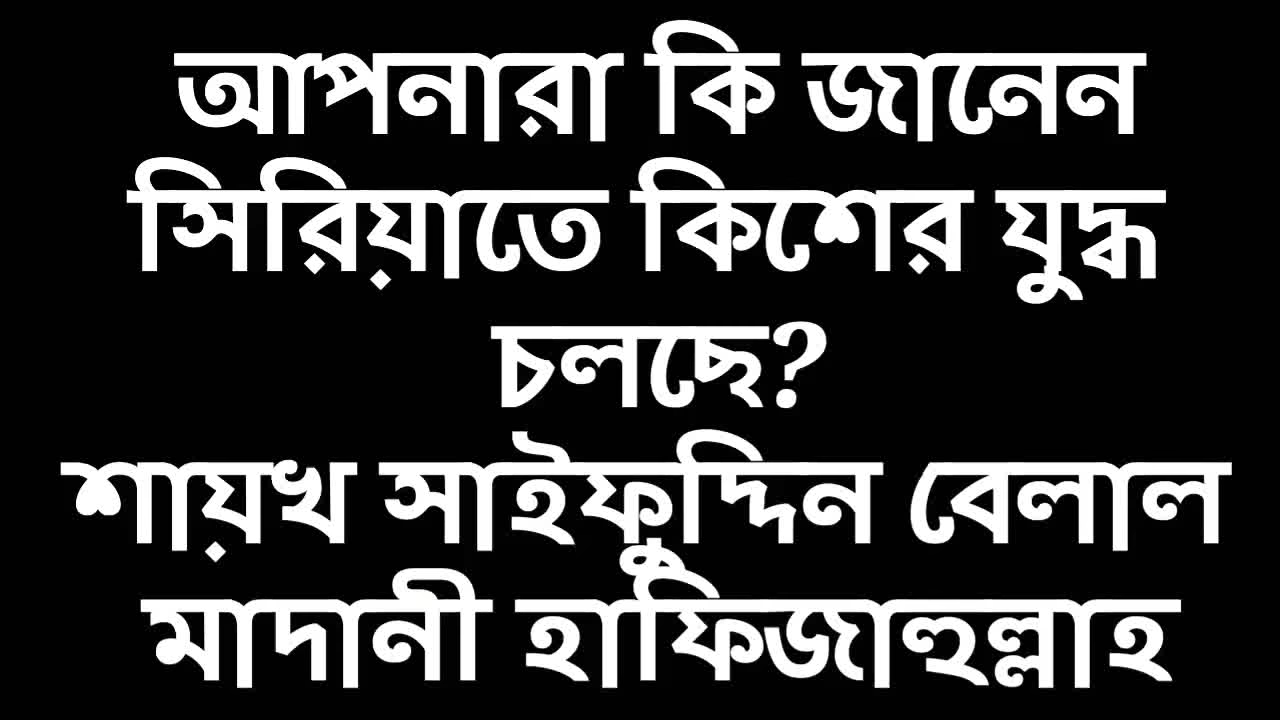 আপনারা কি জানেন
সিরিয়াতে কিশের যুদ্ধ
চলছে?
শায়খ সাইফুদ্দিন বেলাল
মাদানী হাফিজাহুল্লাহ